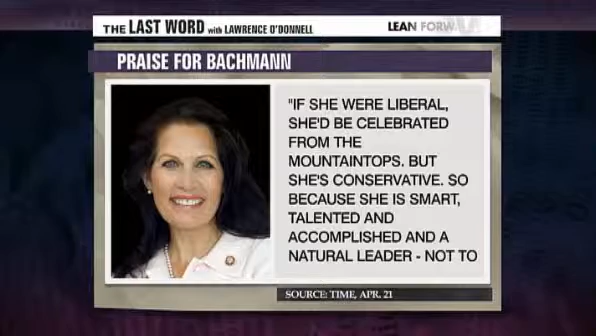 THE LAST WORD with LAWRENCE O'DONNELL
LEAN FORW
PRAISE FOR BACHMANN
"IF SHE WERE LIBERAL,
SHE'D BE CELEBRATED
FROM THE
MOUNTAINTOPS. BUT
SHE'S CONSERVATIVE. SO
BECAUSE SHE IS SMART,
TALENTED AND
ACCOMPLISHED AND A
NATURAL LEADER - NOT TO
SOURCE: TIME, APR. 21